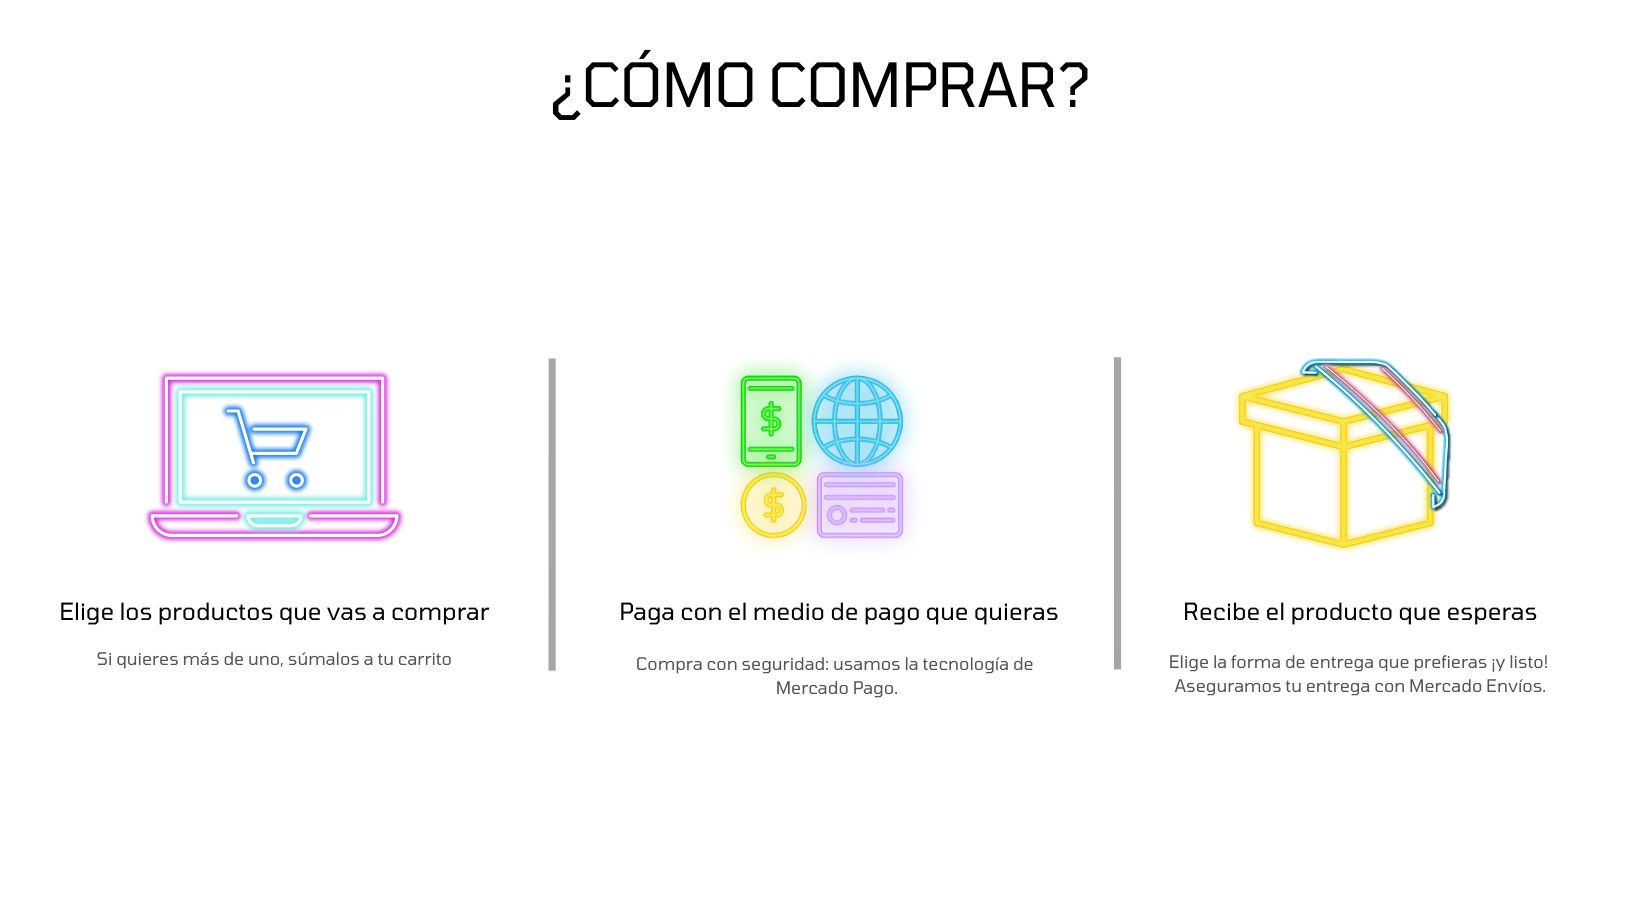 ¿CÓMO COMPRAR?
Elige los productos que vas a comprar
Si quieres más de uno, súmalos a tu carrito
Paga con el medio de pago que quieras
Compra con seguridad: usamos la tecnología de
Mercado Pago.
Recibe el producto que esperas
Elige la forma de entrega que prefieras ¡y listo!
Aseguramos tu entrega con Mercado Envíos.
$
$